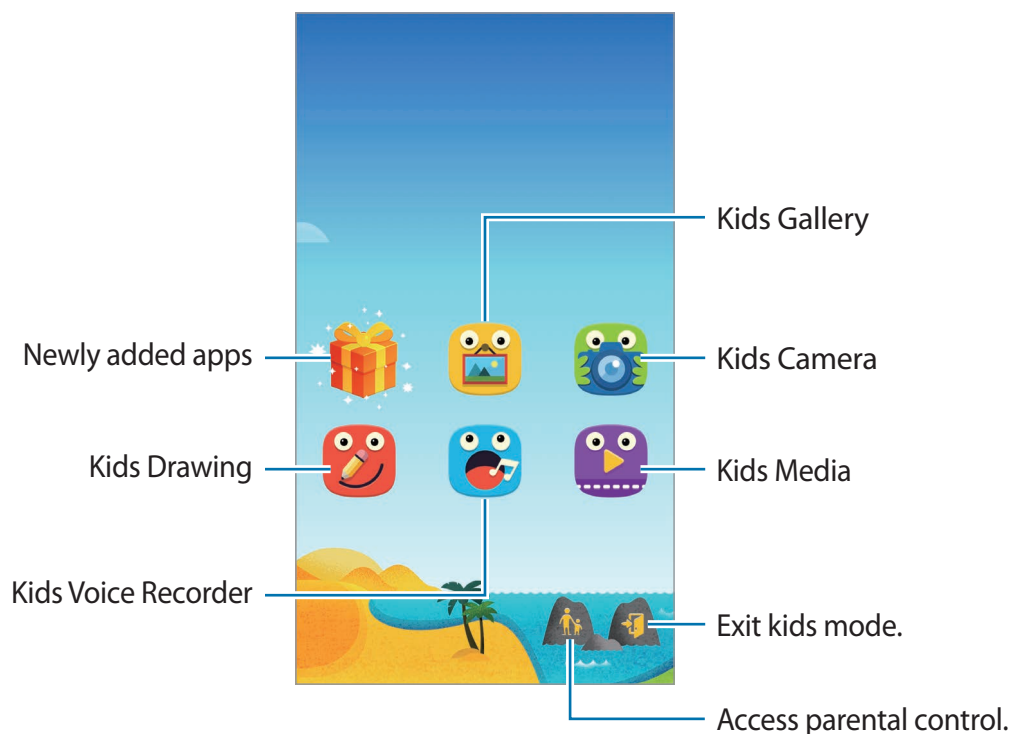 Kids Gallery
Newly added apps
Kids Camera
Kids Drawing
Kids Media
Kids Voice Recorder
Exit kids mode.
Access parental control.